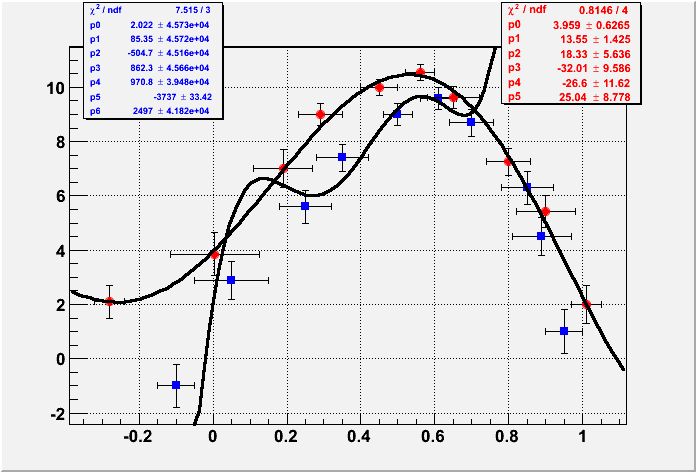 χ² / ndf 7.515 / 3
p0 2.022 ± 4.573e+04
p1 85.35 ± 4.572e+04
p2 -504.7 ± 4.516e+04
p3 862.3 ± 4.566e+04
p4 970.8 ± 3.948e+04
p5 -3737 ± 33.42
p6 2497 ± 4.182e+04
χ² / ndf 0.8146 / 4
p0 3.959 ± 0.6265
p1 13.55 ± 1.425
p2 18.33 ± 5.636
p3 -32.01 ± 9.586
p4 -26.6 ± 11.62
p5 25.04 ± 8.778
10
8
6
4
2
0
-2
-0.2 0 0.2 0.4 0.6 0.8 1